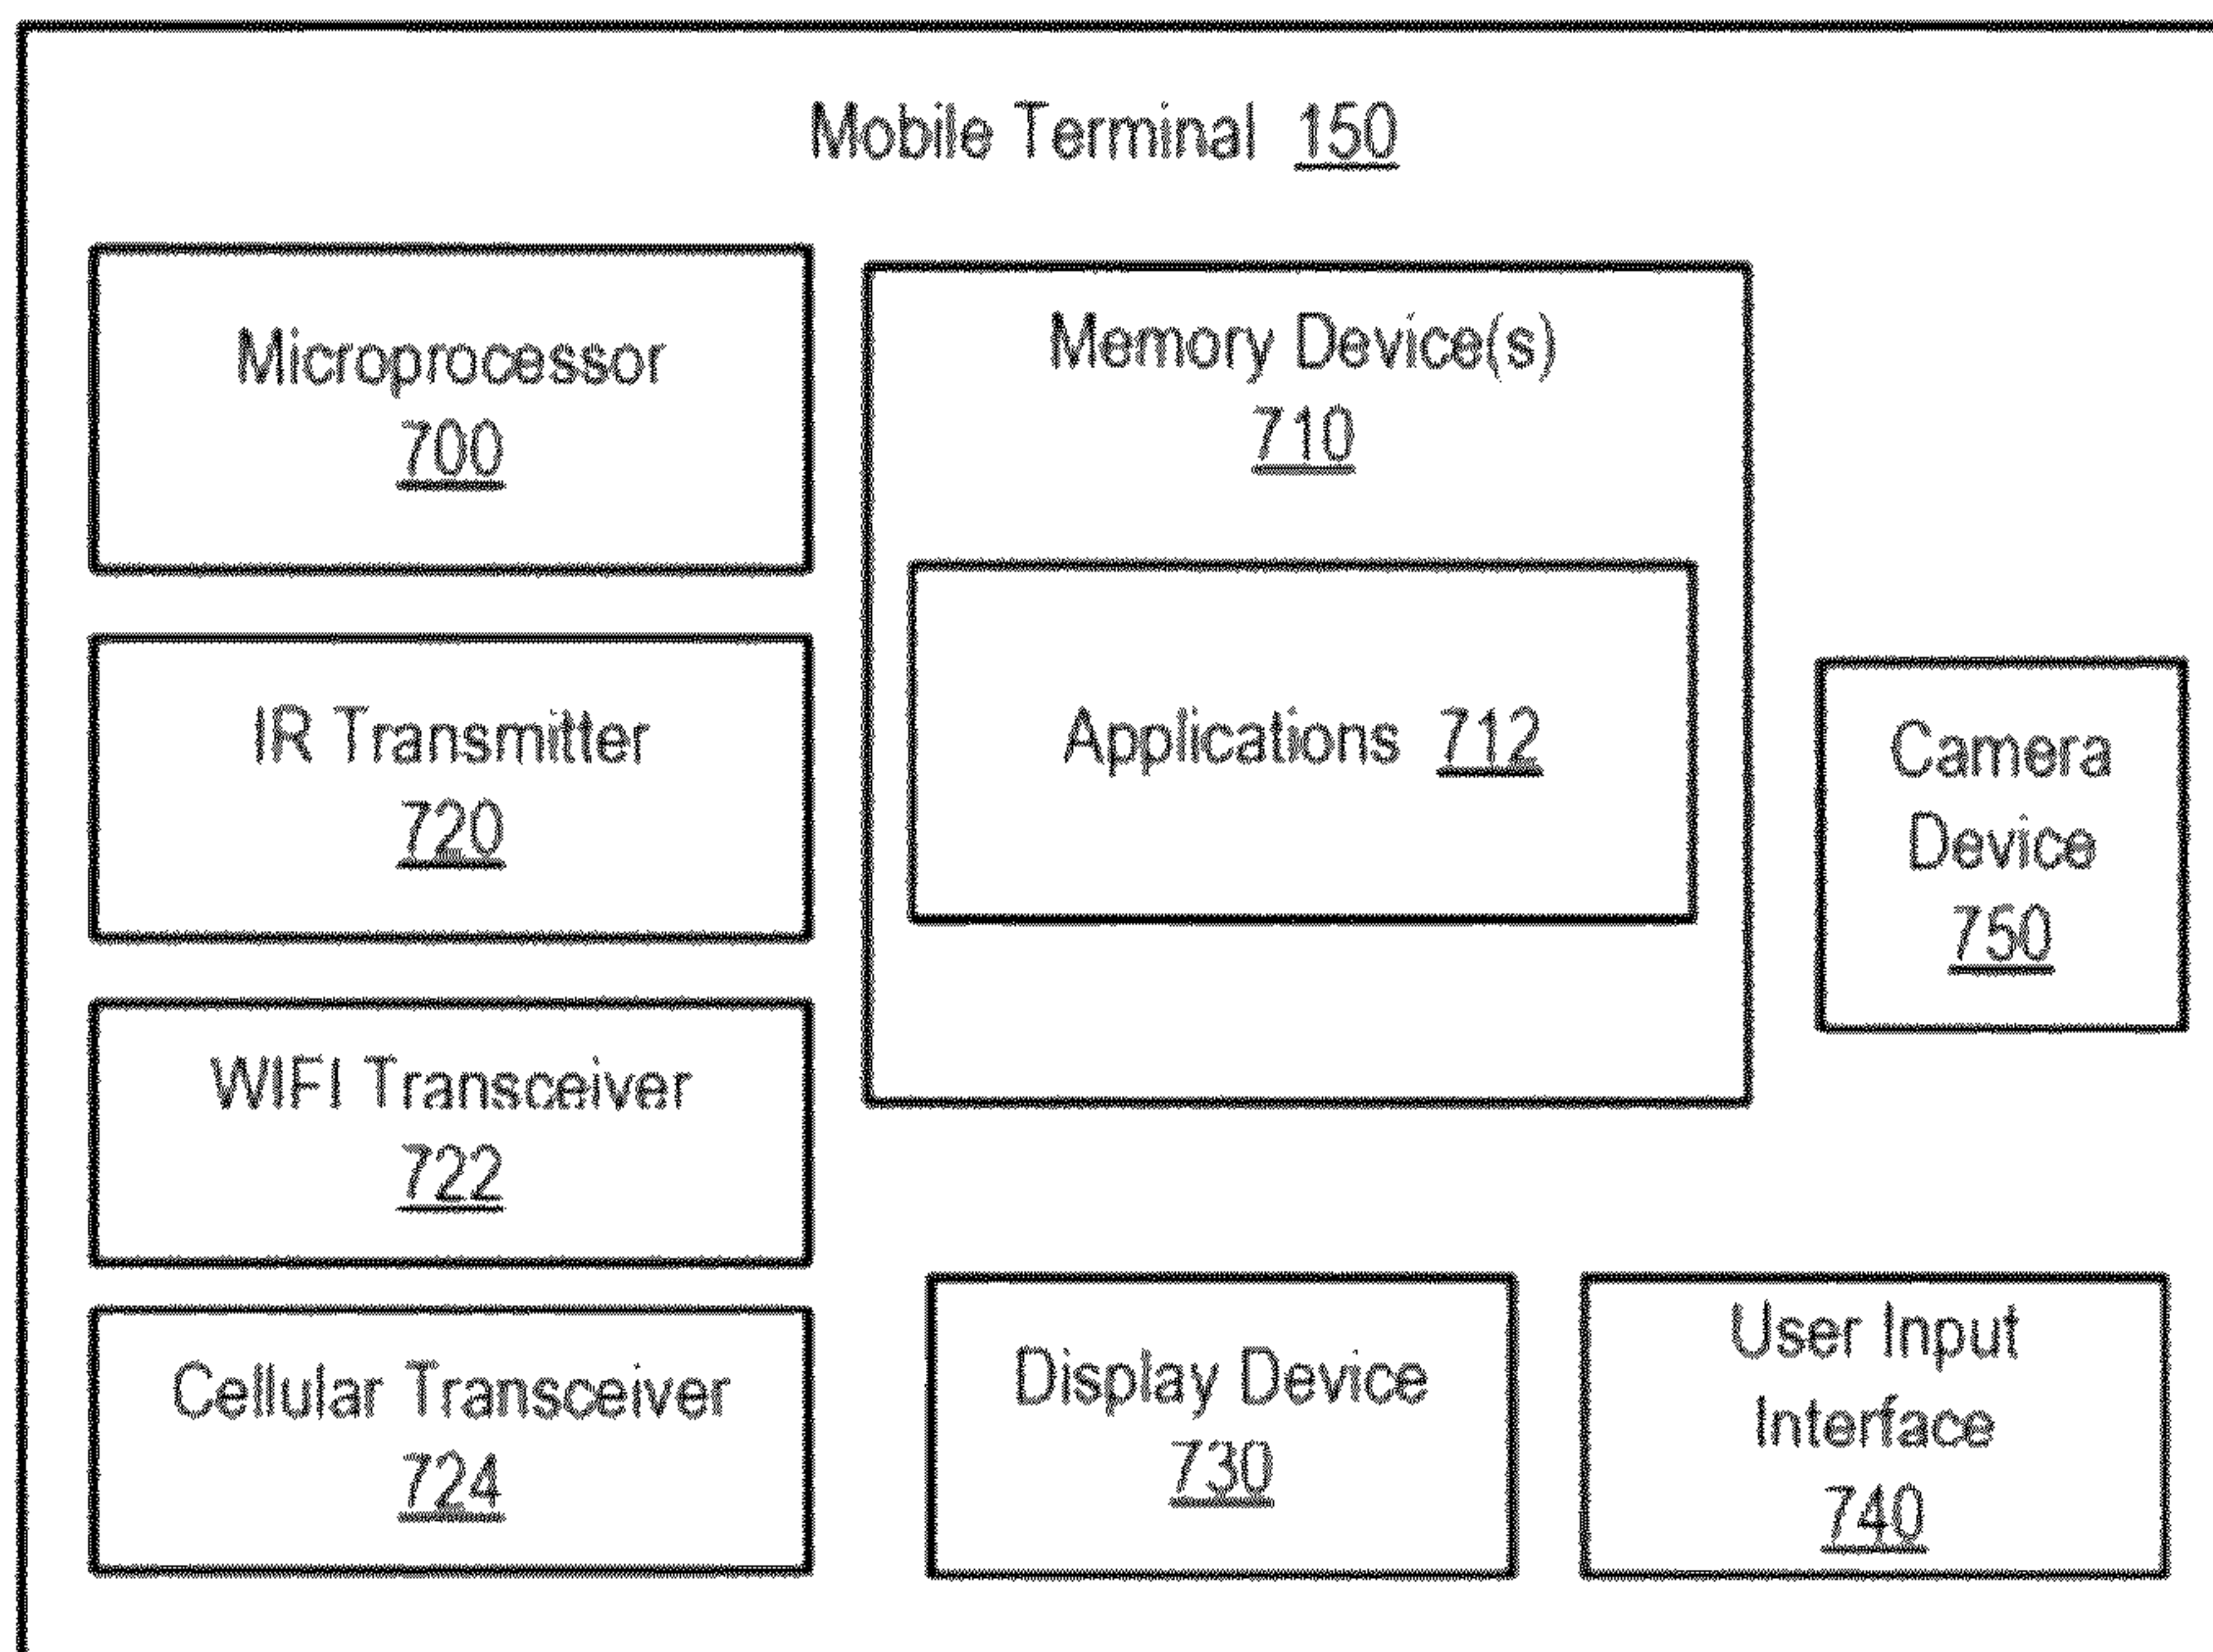 Mobile Terminal 150
Microprocessor
700
Memory Device(s)
710
IR Transmitter
720
Applications 712
Camera
Device
750
WIFI Transceiver
722
Cellular Transceiver
724
Display Device
730
User Input
Interface
740